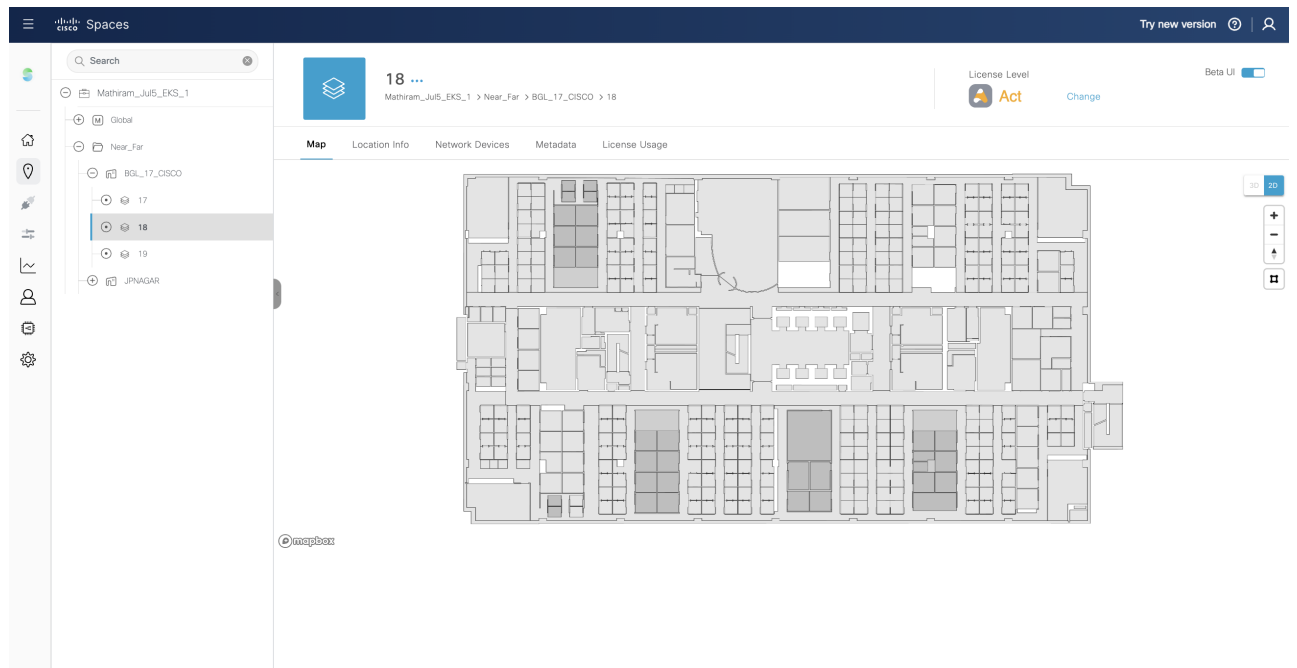 cisco Spaces
Try new version
Search
Mathiram_Jul5_EKS_1
M Global
Near_Far
BGL_17_CISCO
17
18
19
JPNAGAR
18 ...
Mathiram_Jul5_EKS_1 > Near_Far > BGL_17_CISCO > 18
License Level
Act
Change
Beta UI
Map
Location Info
Network Devices
Metadata
License Usage
3D 2D
mapbox